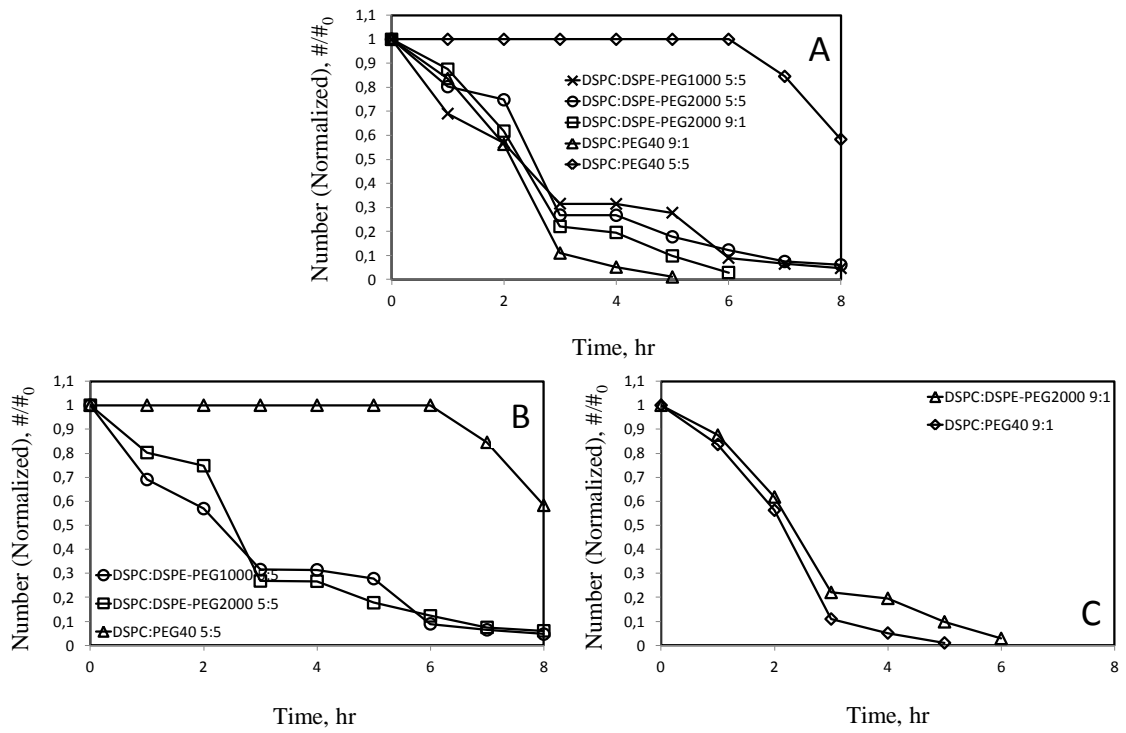 Number (Normalized), #/#0
1,1
1
0,9
0,8
0,7
0,6
0,5
0,4
0,3
0,2
0,1
0
A
DSPC:DSPE-PEG1000 5:5
DSPC:DSPE-PEG2000 5:5
DSPC:DSPE-PEG2000 9:1
DSPC:PEG40 9:1
DSPC:PEG40 5:5
0 2 4 6 8
Time, hr
Number (Normalized), #/#0
1,1
1
0,9
0,8
0,7
0,6
0,5
0,4
0,3
0,2
0,1
0
B
DSPC:DSPE-PEG1000 5:5
DSPC:DSPE-PEG2000 5:5
DSPC:PEG40 5:5
0 2 4 6 8
Time, hr
Number (Normalized), #/#0
1,1
1
0,9
0,8
0,7
0,6
0,5
0,4
0,3
0,2
0,1
0
DSPC:DSPE-PEG2000 9:1
DSPC:PEG40 9:1
C
0 2 4 6 8
Time, hr